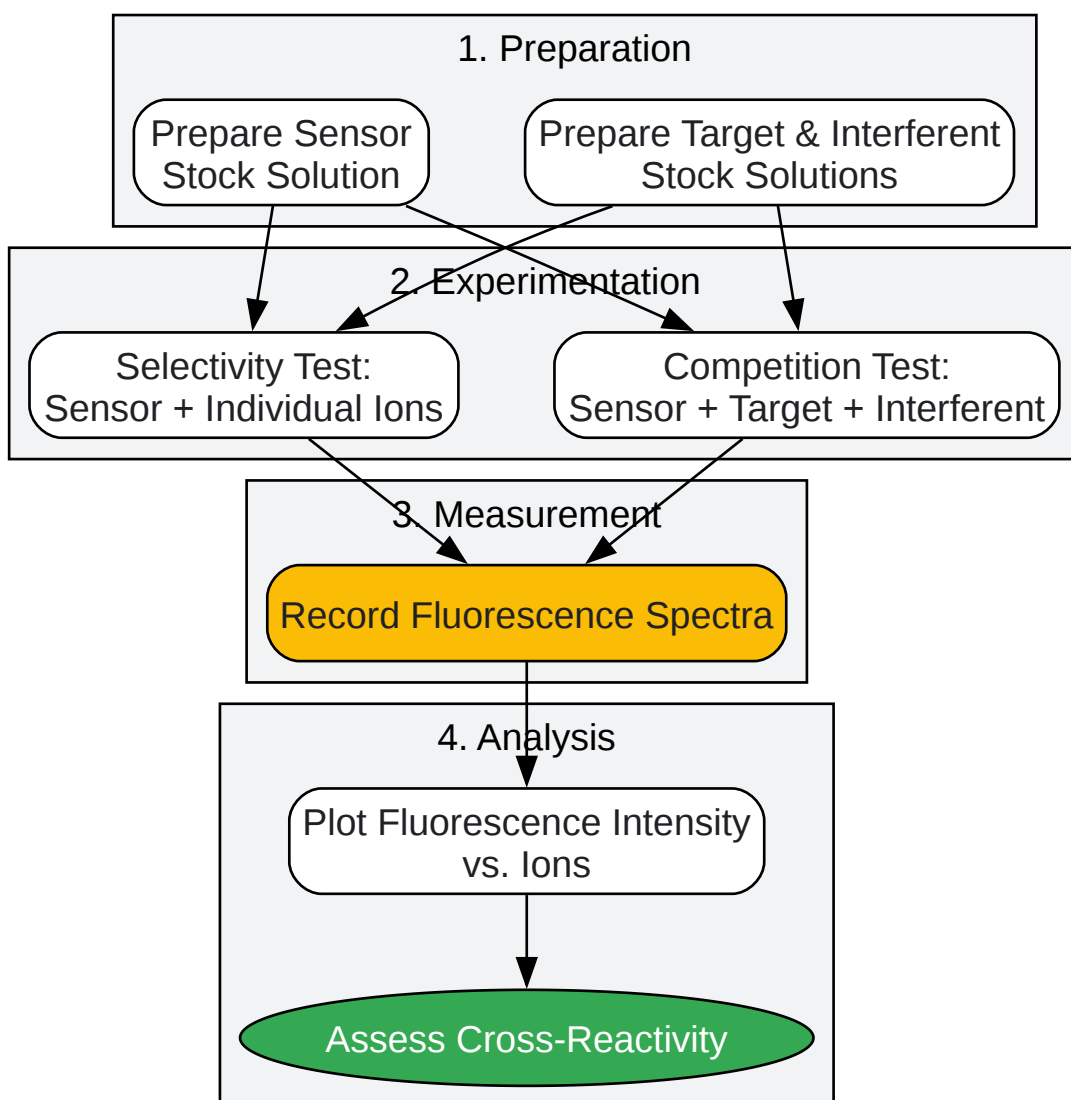 1. Preparation
Prepare Sensor
Stock Solution
Prepare Target & Interferent
Stock Solutions
2. Experimentation
Selectivity Test:
Sensor + Individual Ions
Competition Test:
Sensor + Target + Interferent
3. Measurement
Record Fluorescence Spectra
4. Analysis
Plot Fluorescence Intensity
vs. Ions
Assess Cross-Reactivity